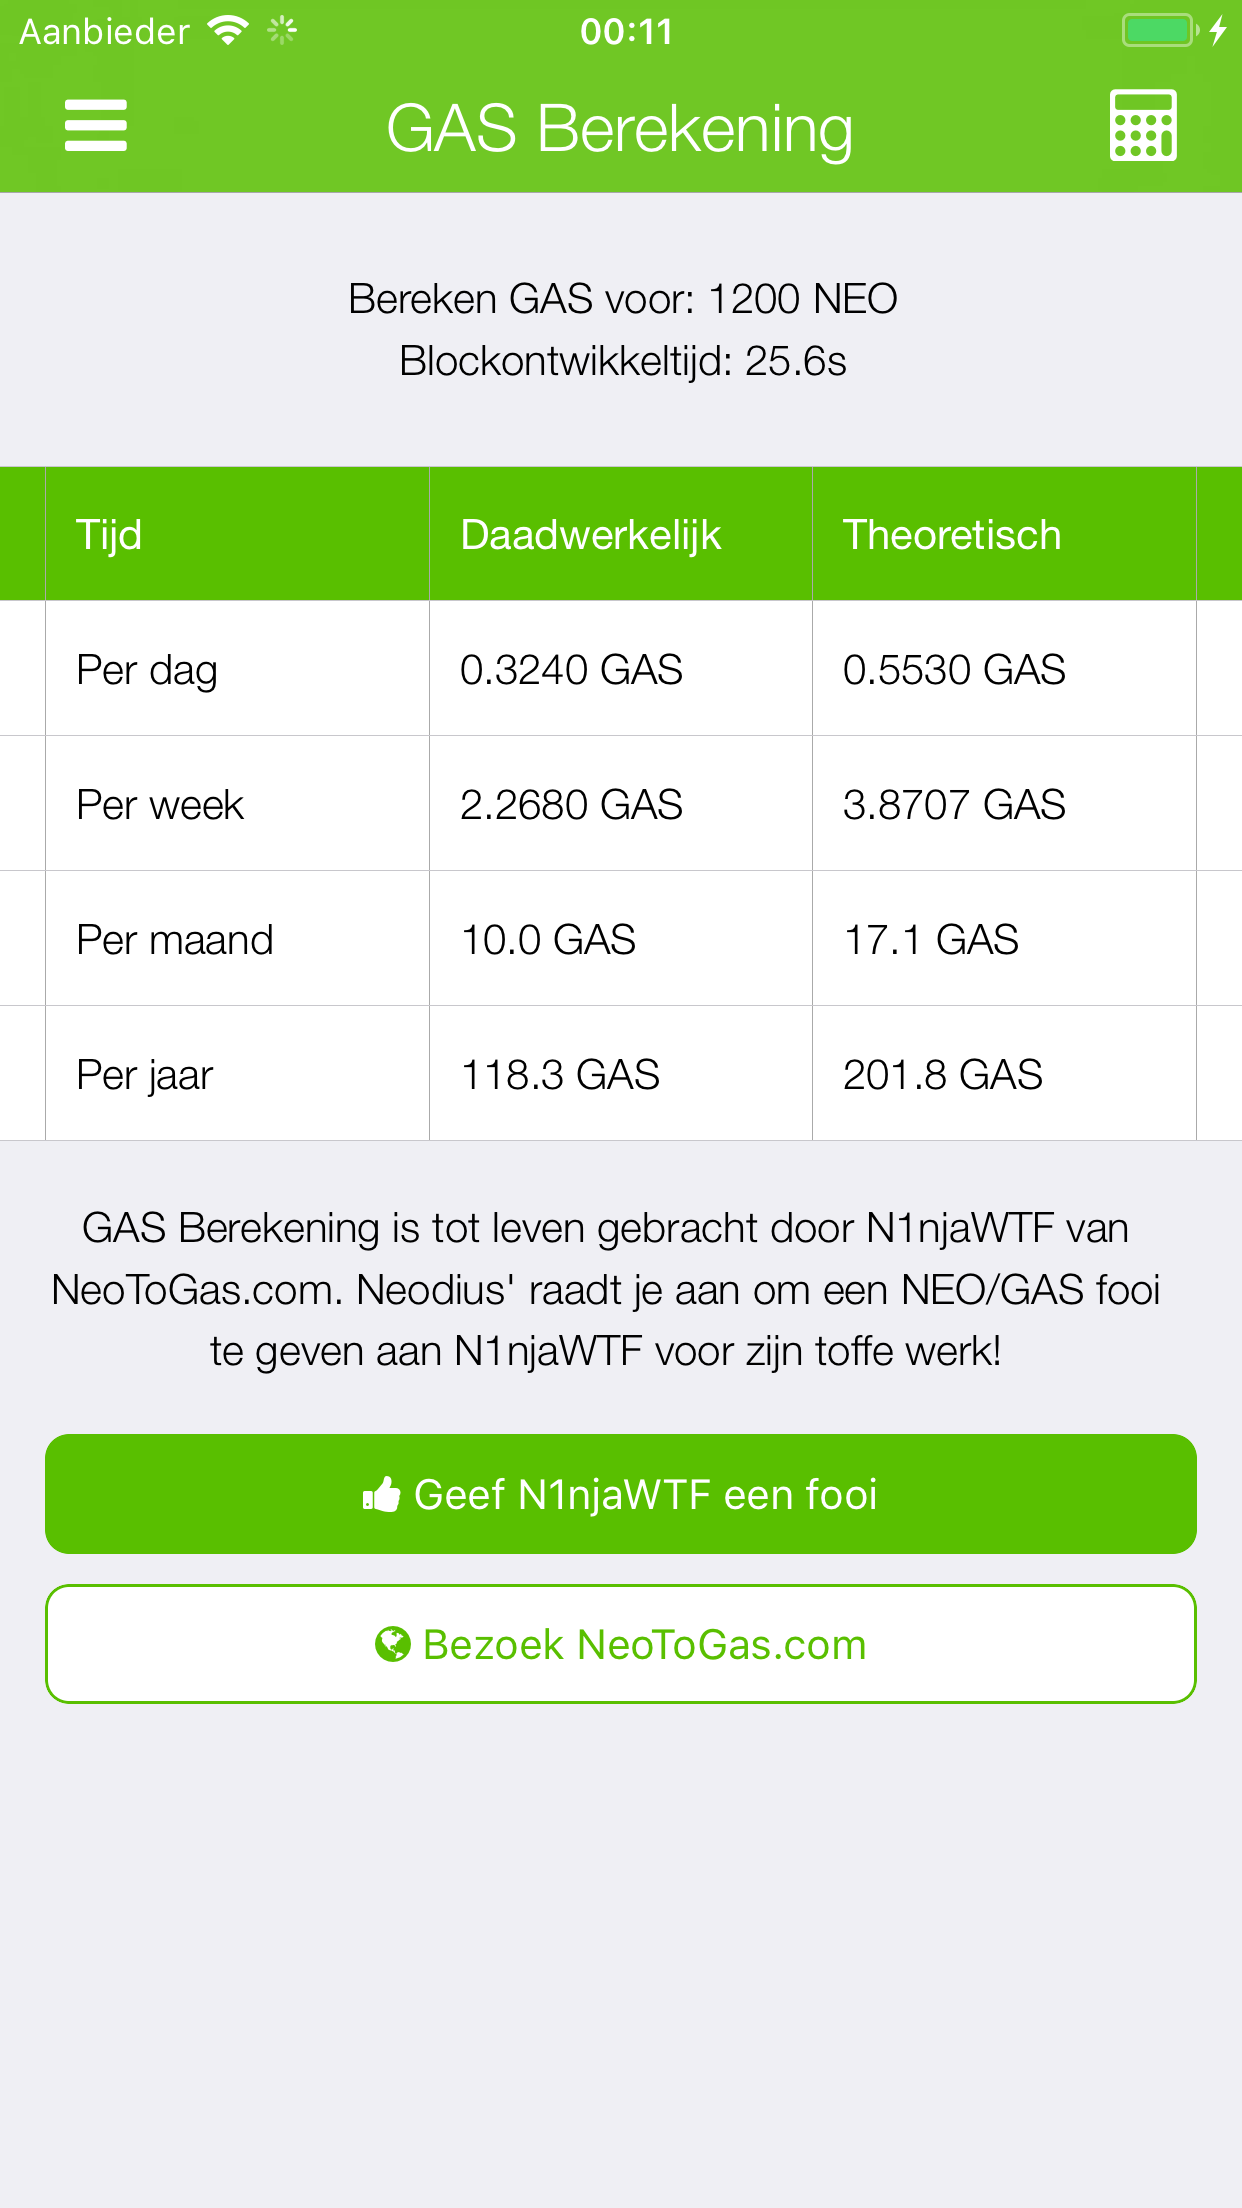 Aanbieder 00:11
GAS Berekening
Bereken GAS voor: 1200 NEO
Blockontwikkeltijd: 25.6s
Tijd Daadwerkelijk Theoretisch
Per dag 0.3240 GAS 0.5530 GAS
Per week 2.2680 GAS 3.8707 GAS
Per maand 10.0 GAS 17.1 GAS
Per jaar 118.3 GAS 201.8 GAS
GAS Berekening is tot leven gebracht door N1njaWTF van
NeoToGas.com. Neodius' raadt je aan om een NEO/GAS fooi
te geven aan N1njaWTF voor zijn toffe werk!
Geef N1njaWTF een fooi
Bezoek NeoToGas.com